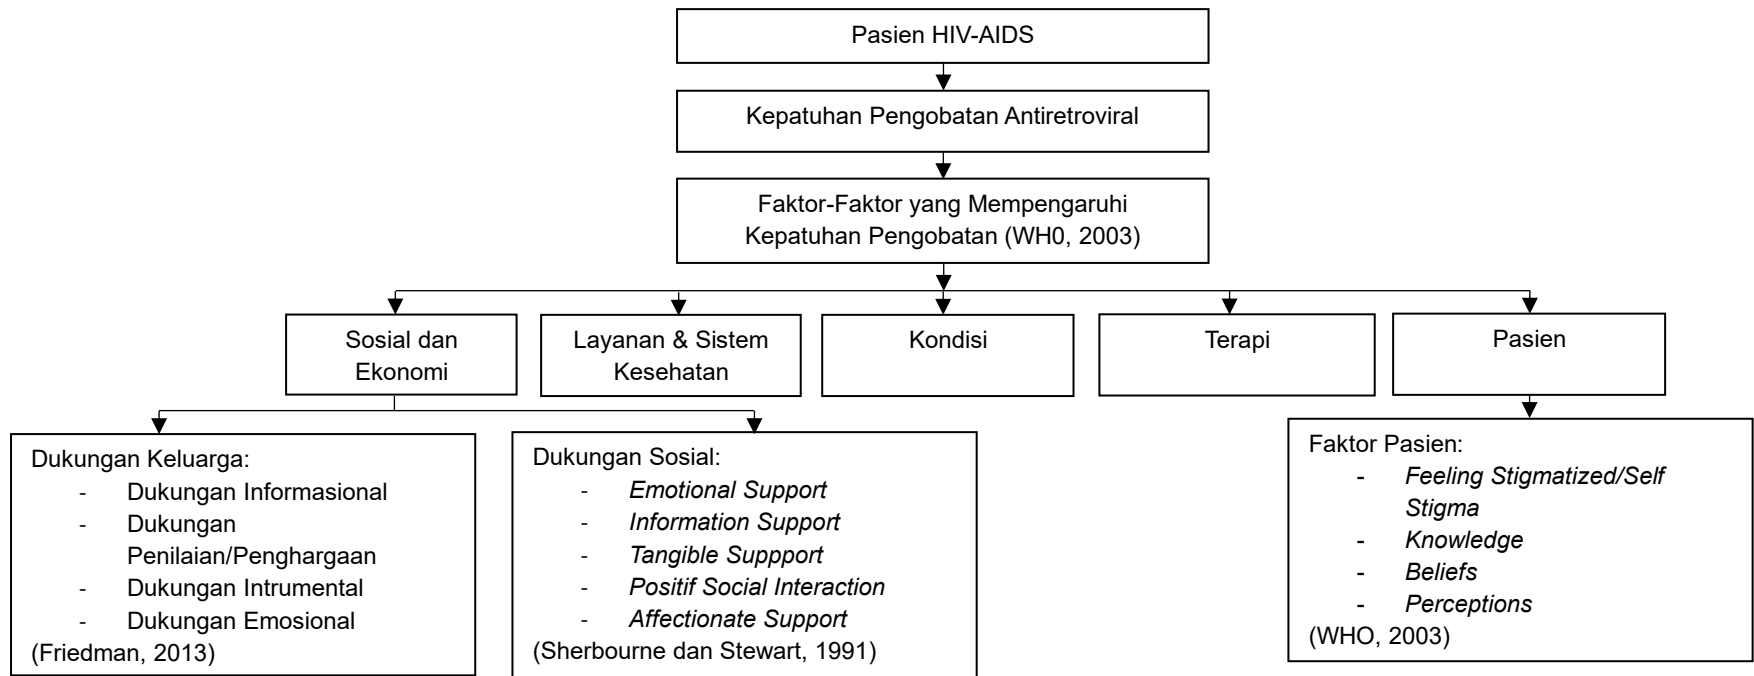 Pasien HIV-AIDS
Kepatuhan Pengobatan Antiretroviral
Faktor-Faktor yang Mempengaruhi
Kepatuhan Pengobatan (WH0, 2003)
Sosial dan
Ekonomi
Layanan & Sistem
Kesehatan
Kondisi
Terapi
Pasien
Dukungan Keluarga:
- Dukungan Informasional
- Dukungan
Penilaian/Penghargaan
- Dukungan Intrumental
- Dukungan Emosional
(Friedman, 2013)
Dukungan Sosial:
- Emotional Support
- Information Support
- Tangible Suppport
- Positif Social Interaction
- Affectionate Support
(Sherbourne dan Stewart, 1991)
Faktor Pasien:
- Feeling Stigmatized/Self
Stigma
- Knowledge
- Beliefs
- Perceptions
(WHO, 2003)